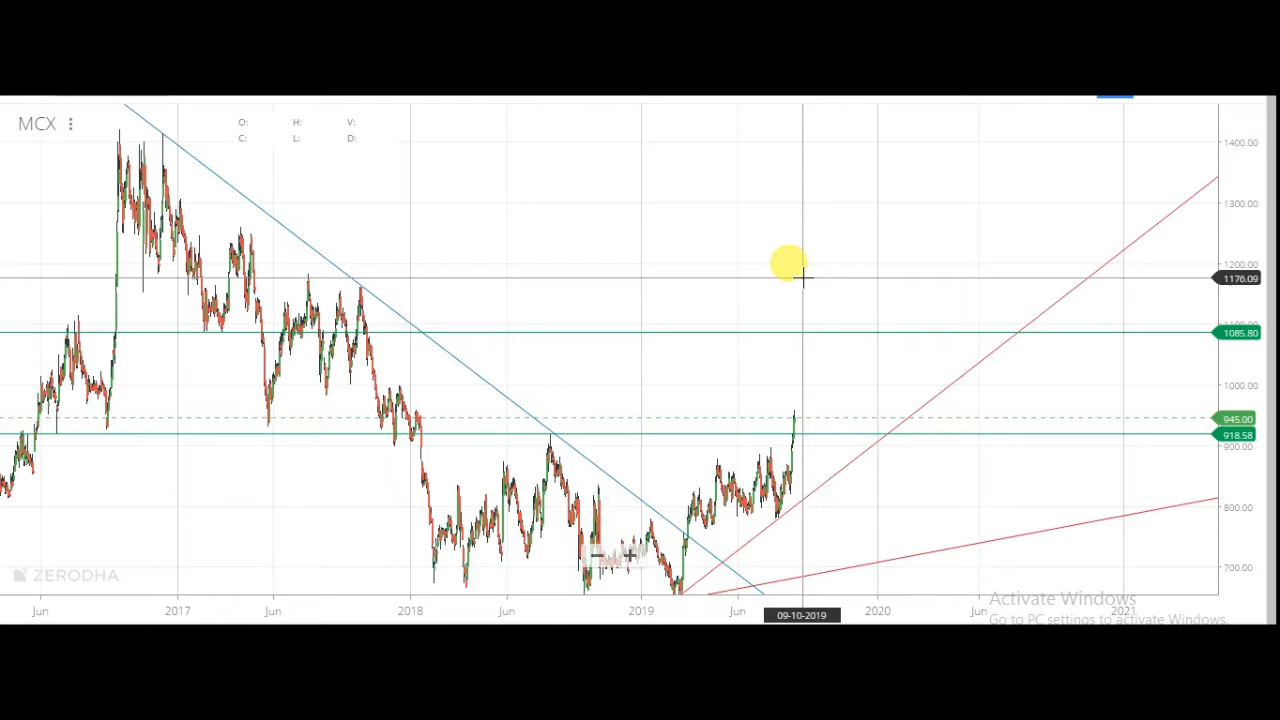 MCX
O: H: V:
C: L: D:
1400.00
1300.00
1200.00
1176.09
1085.80
1000.00
945.00
918.58
900.00
800.00
700.00
ZERODHA
Activate Windows
Jun 2017 Jun 2018 Jun 2019 Jun 2020 Jun 2021
09-10-2019
Go to PC settings to activate Windows.